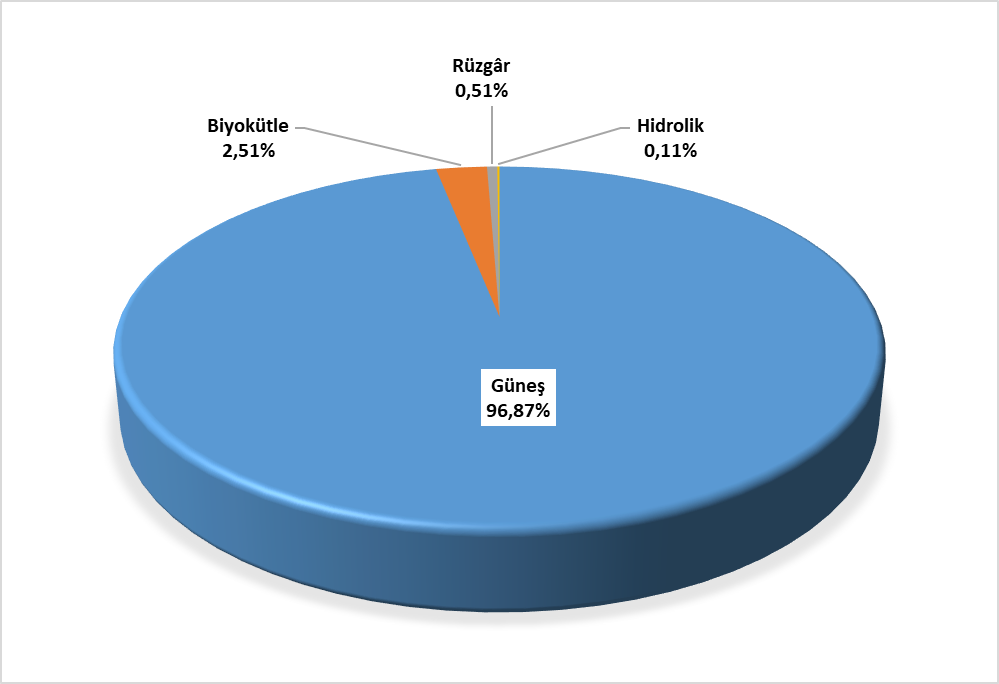 Rüzgâr
0,51%
Biyokütle
2,51%
Hidrolik
0,11%
Güneş
96,87%